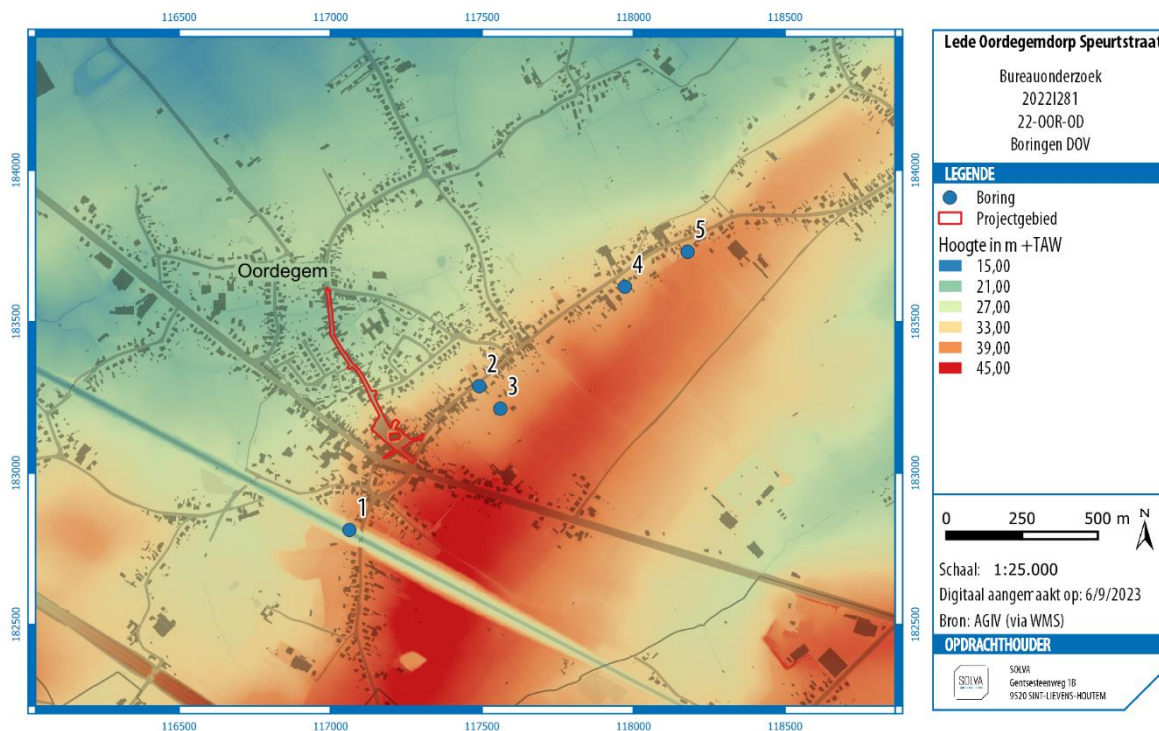 116500 117000 117500 118000 118500
184000
183500
183000
182500
Oordegem
5
4
2
3
1
116500 117000 117500 118000 118500
184000
183500
183000
182500
Lede Oordegemdorp Speurtstraat
Bureauonderzoek
2022I281
22-OOR-OD
Boringen DOV
LEGENDE
Boring
Projectgebied
Hoogte in m +TAW
15,00
21,00
27,00
33,00
39,00
45,00
0 250 500 m N
Schaal: 1:25.000
Digitaal aangemaakt op: 6/9/2023
Bron: AGIV (via WMS)
OPDRACHTHOUDER
SOLVA
SOLVA
Gentsesteenweg 1B
9520 SINT-LIEVENS-HOUTEM